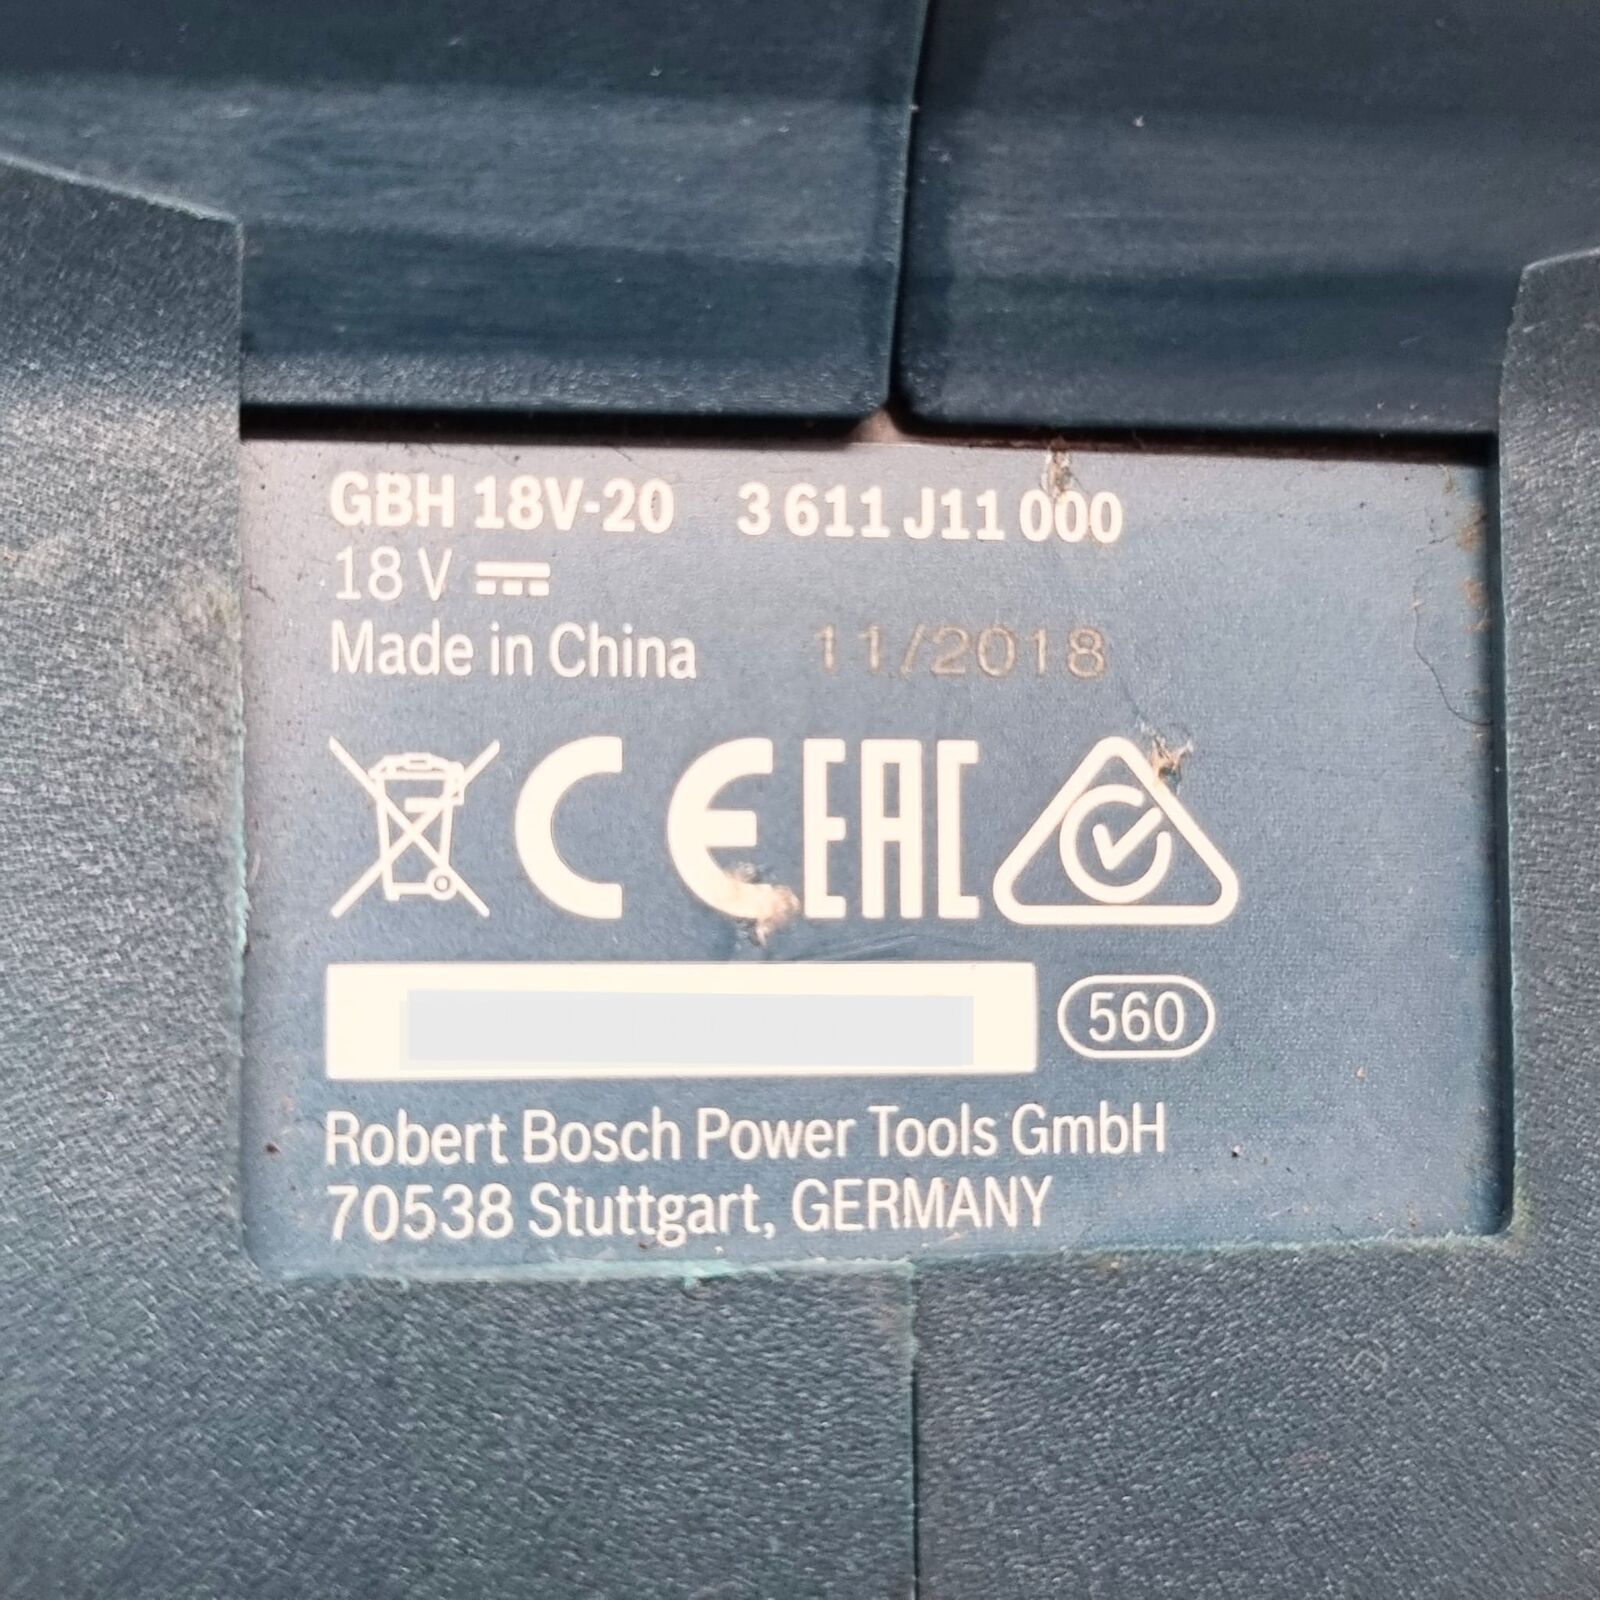 GBH 18V-20 3 611 J11 000
18 V
Made in China 11/2018
CE EAC
560
Robert Bosch Power Tools GmbH
70538 Stuttgart, GERMANY